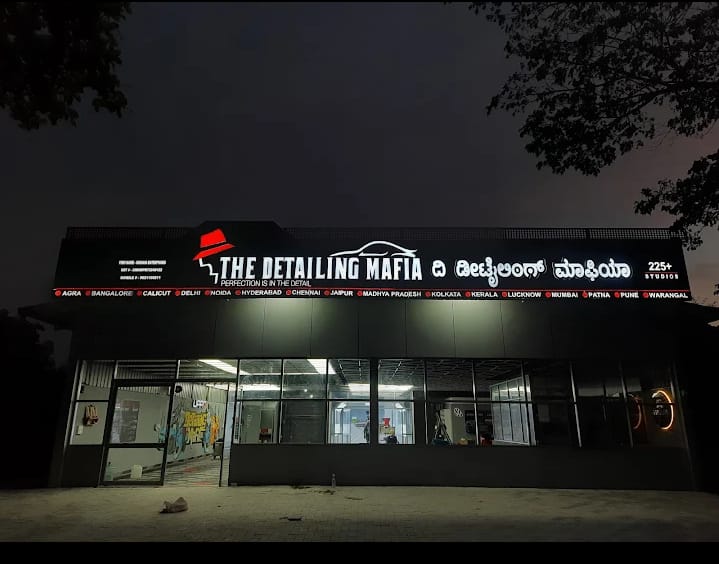 THE DETAILING MAFIA ದಿ ಡೀಟೈಲಿಂಗ್ ಮಾಫಿಯಾ
225+
STUDIOS
PERFECTION IS IN THE DETAIL
AGRA BANGALORE CALICUT DELHI NOIDA HYDERABAD CHENNAI JAIPUR MADHYA PRADESH KOLKATA KERALA LUCKNOW MUMBAI PATNA PUNE WARANGAL